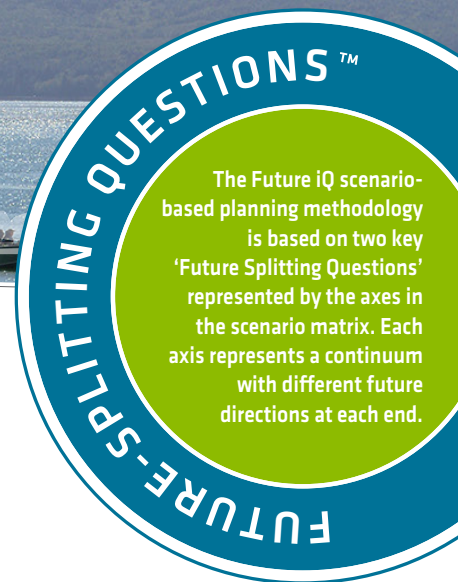 FUTURE-SPLITTING QUESTIONS™
The Future iQ scenario-
based planning methodology
is based on two key
‘Future Splitting Questions’
represented by the axes in
the scenario matrix. Each
axis represents a continuum
with different future
directions at each end.